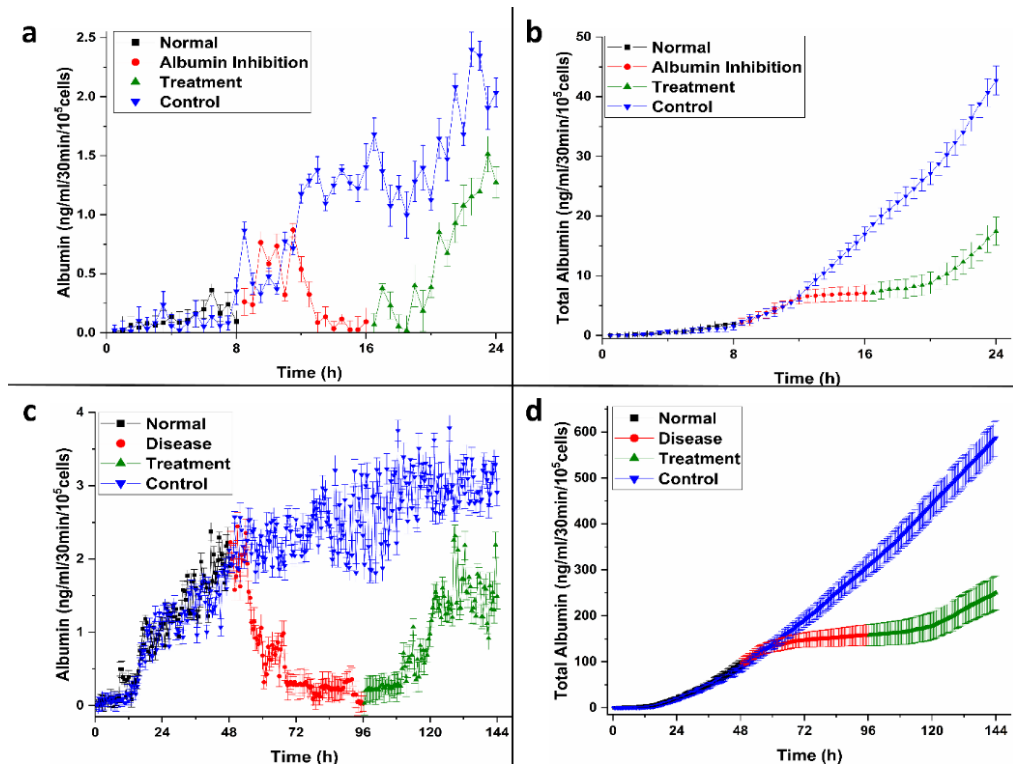 a
Normal
Albumin Inhibition
Treatment
Control
2.5
2.0
1.5
1.0
0.5
0.0
0
8
16
24
Albumin (ng/ml/30min/10⁵cells)
Time (h)
b
Normal
Albumin Inhibition
Treatment
Control
50
40
30
20
10
0
0
8
16
24
Total Albumin (ng/ml/30min/10⁵cells)
Time (h)
c
Normal
Disease
Treatment
Control
4
3
2
1
0
0
24
48
72
96
120
144
Albumin (ng/ml/30min/10⁵cells)
Time (h)
d
Normal
Disease
Treatment
Control
600
500
400
300
200
100
0
0
24
48
72
96
120
144
Total Albumin (ng/ml/30min/10⁵cells)
Time (h)